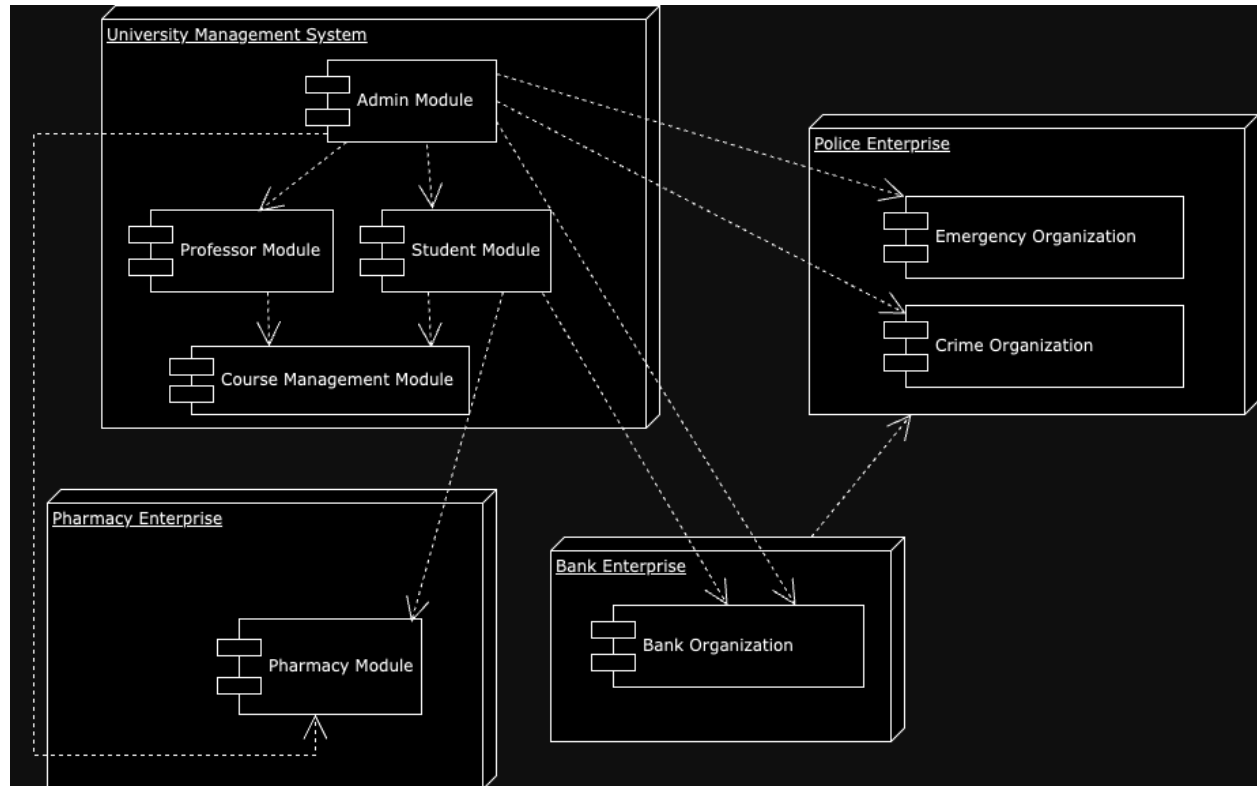 University Management System
Admin Module
Professor Module
Student Module
Course Management Module
Police Enterprise
Emergency Organization
Crime Organization
Pharmacy Enterprise
Pharmacy Module
Bank Enterprise
Bank Organization